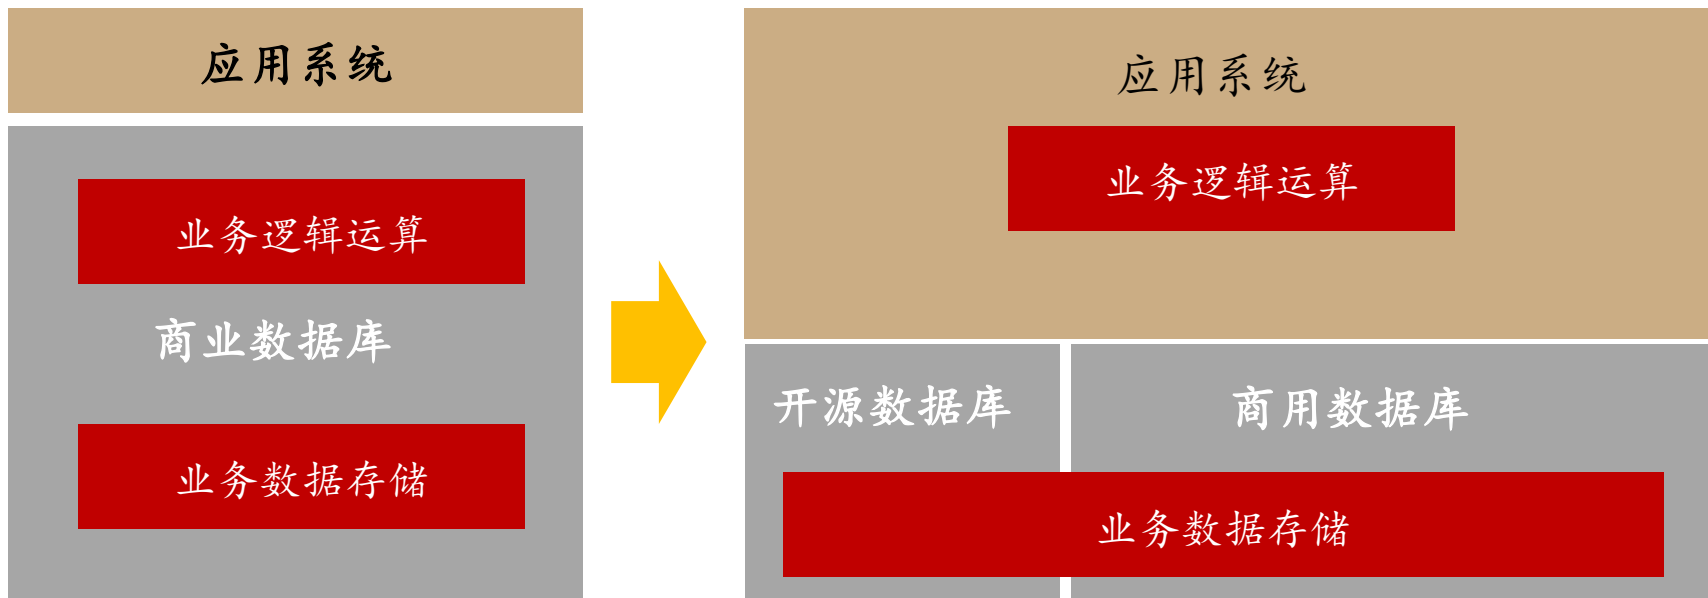 应用系统
业务逻辑运算
商业数据库
业务数据存储
应用系统
业务逻辑运算
开源数据库
商用数据库
业务数据存储